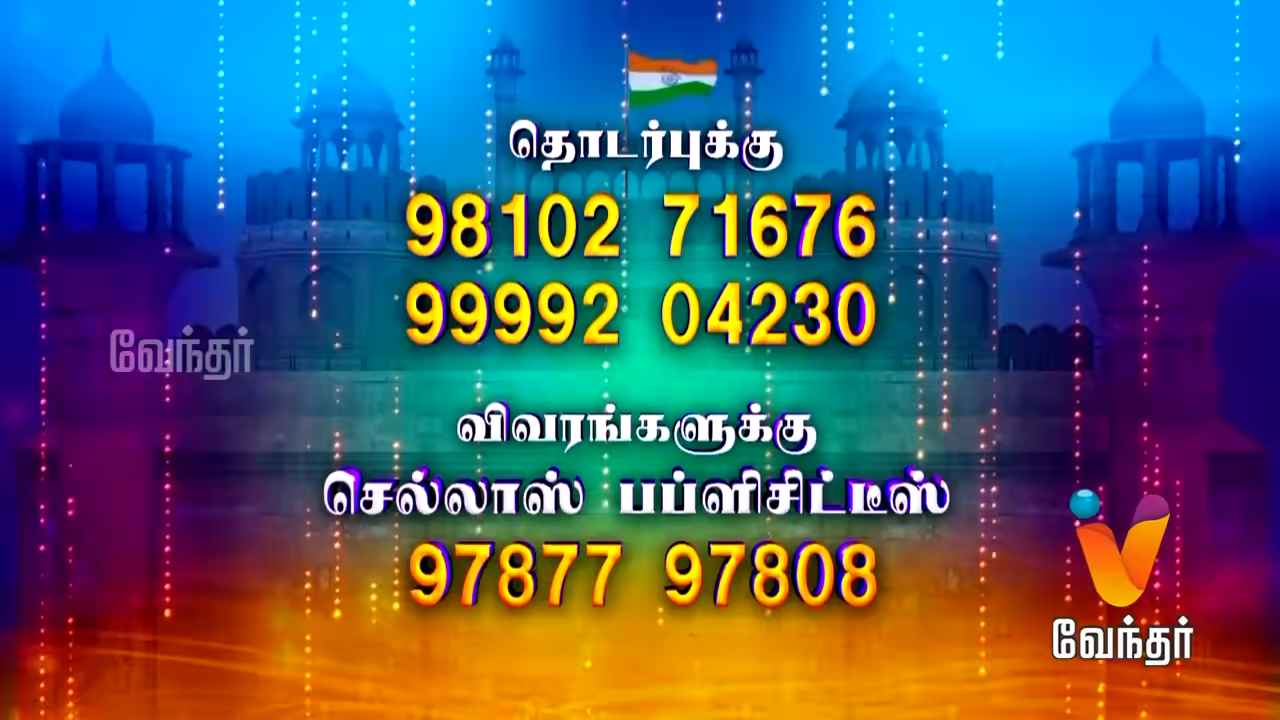 தொடர்புக்கு
98102 71676
99992 04230
வேந்தர்
விவரங்களுக்கு
செல்லாஸ் பப்ளிசிட்டீஸ்
97877 97808
வேந்தர்